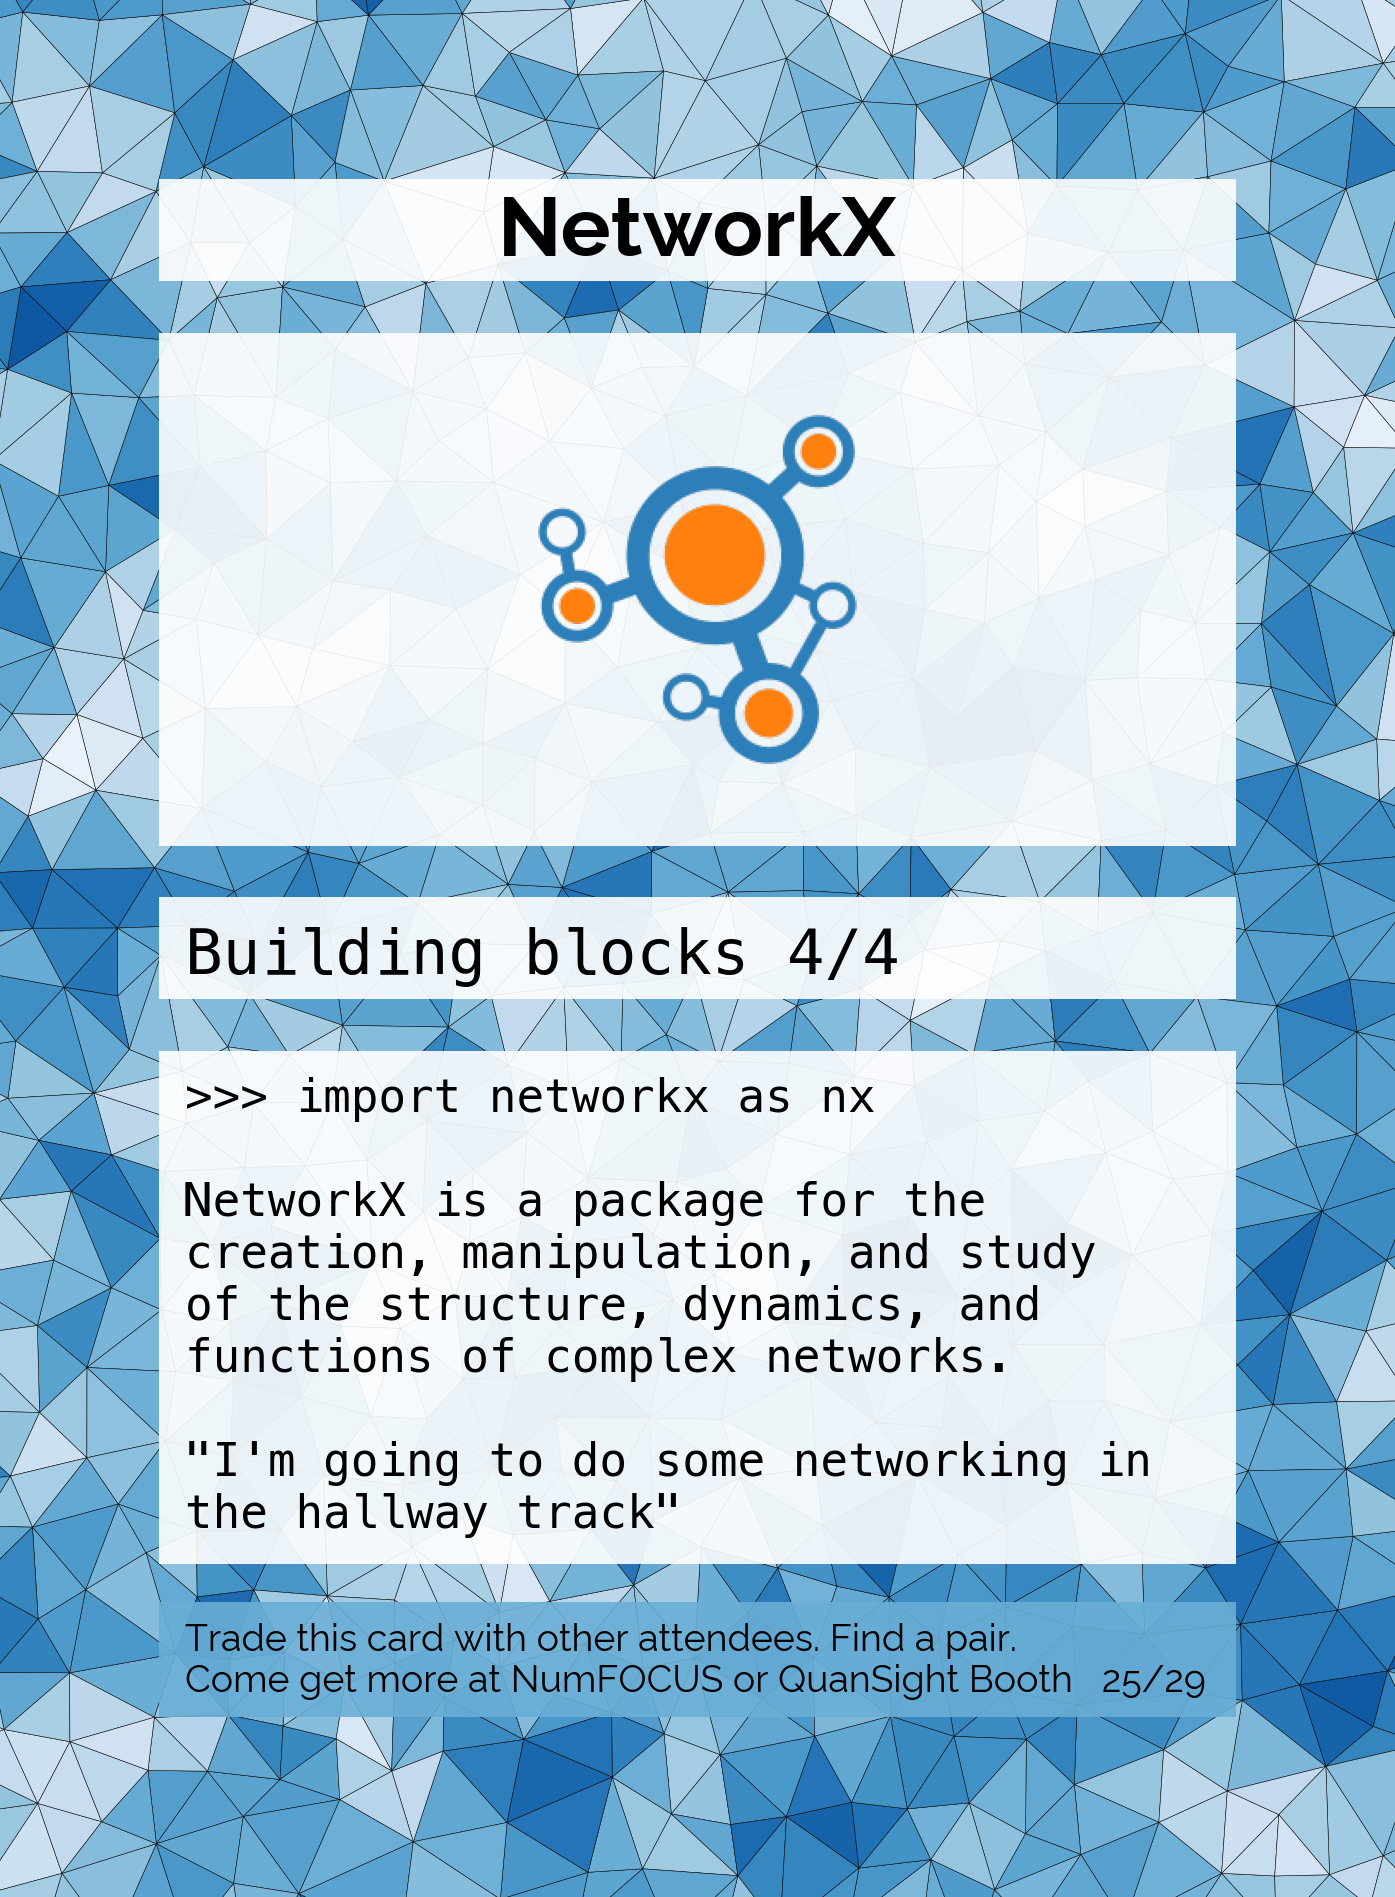 NetworkX
Building blocks 4/4
>>> import networkx as nx
NetworkX is a package for the
creation, manipulation, and study
of the structure, dynamics, and
functions of complex networks.
"I'm going to do some networking in
the hallway track"
Trade this card with other attendees. Find a pair.
Come get more at NumFOCUS or QuanSight Booth 25/29